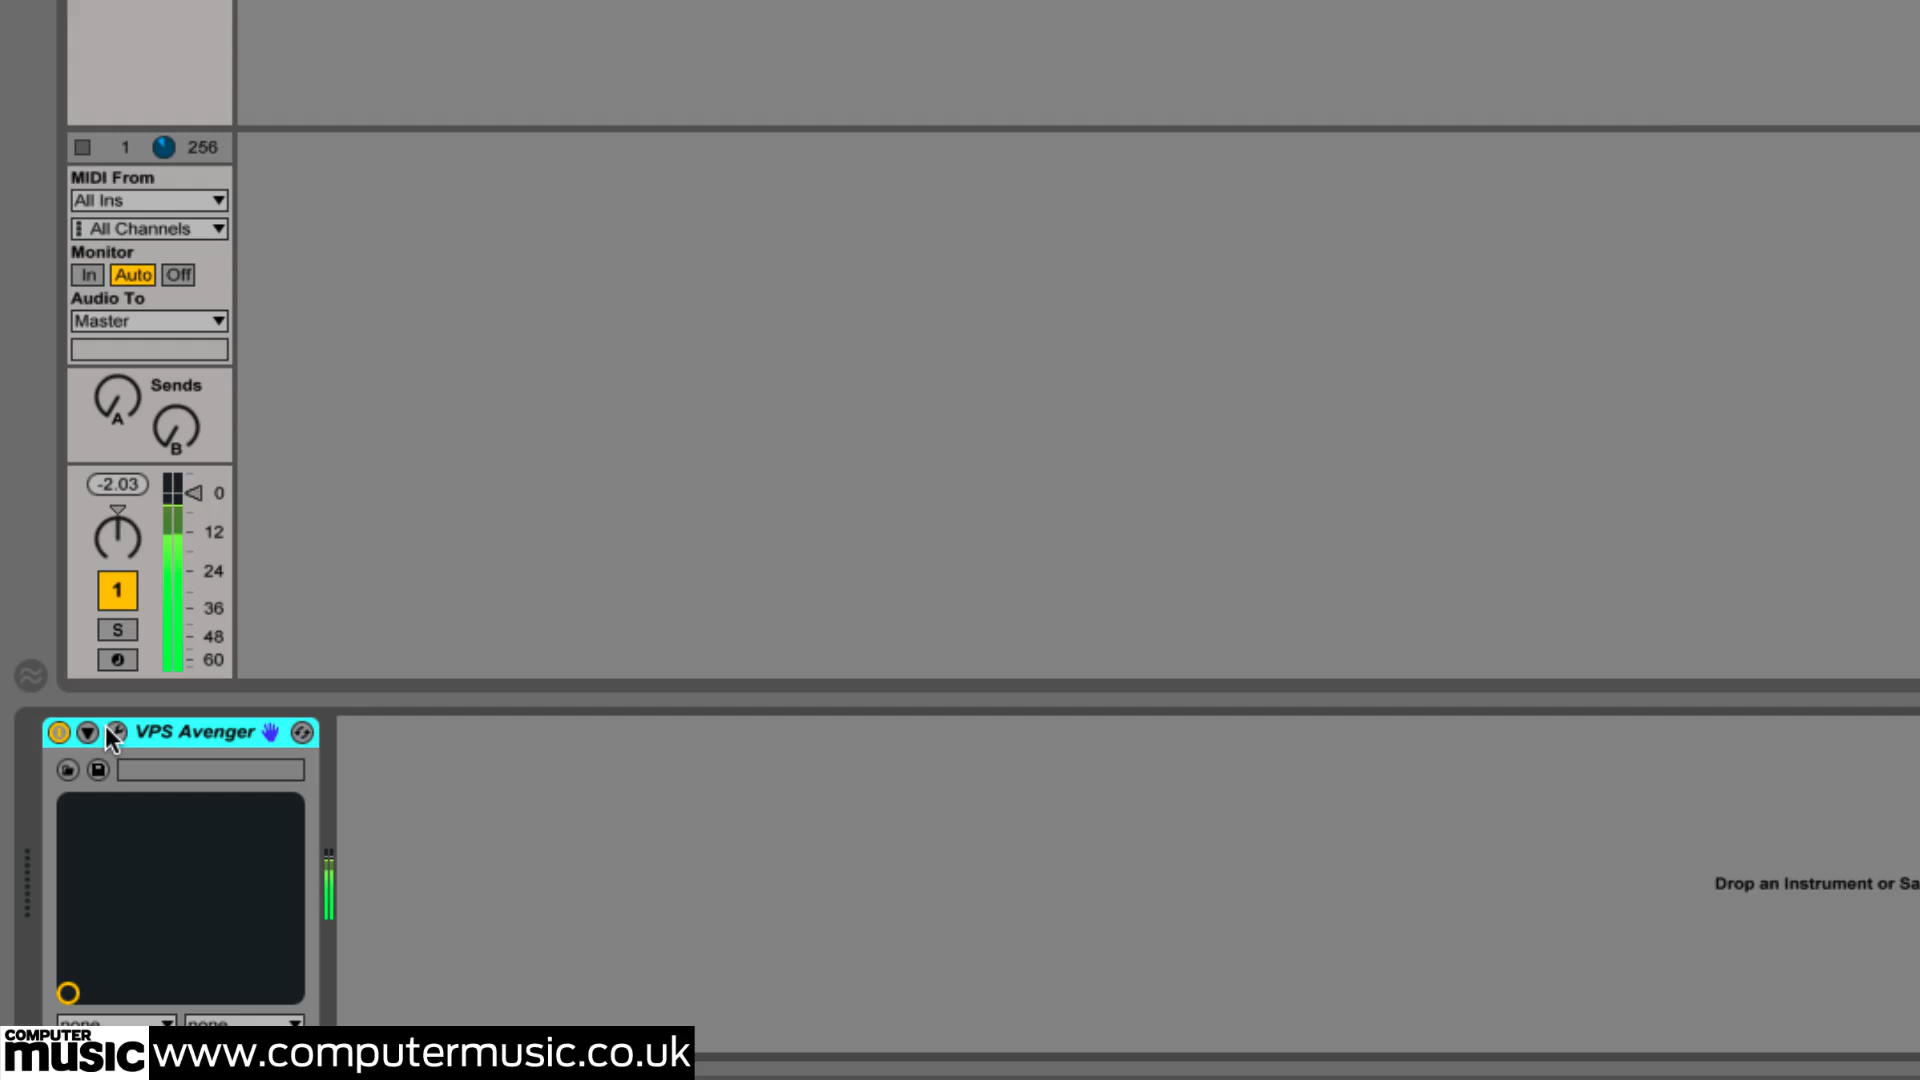 1 256
MIDI From
All Ins
All Channels
Monitor
In Auto Off
Audio To
Master
Sends
A
B
-2.03
0
12
24
36
48
60
1
S
VPS Avenger
Drop an Instrument or Sa
none none
COMPUTER
music
www.computermusic.co.uk